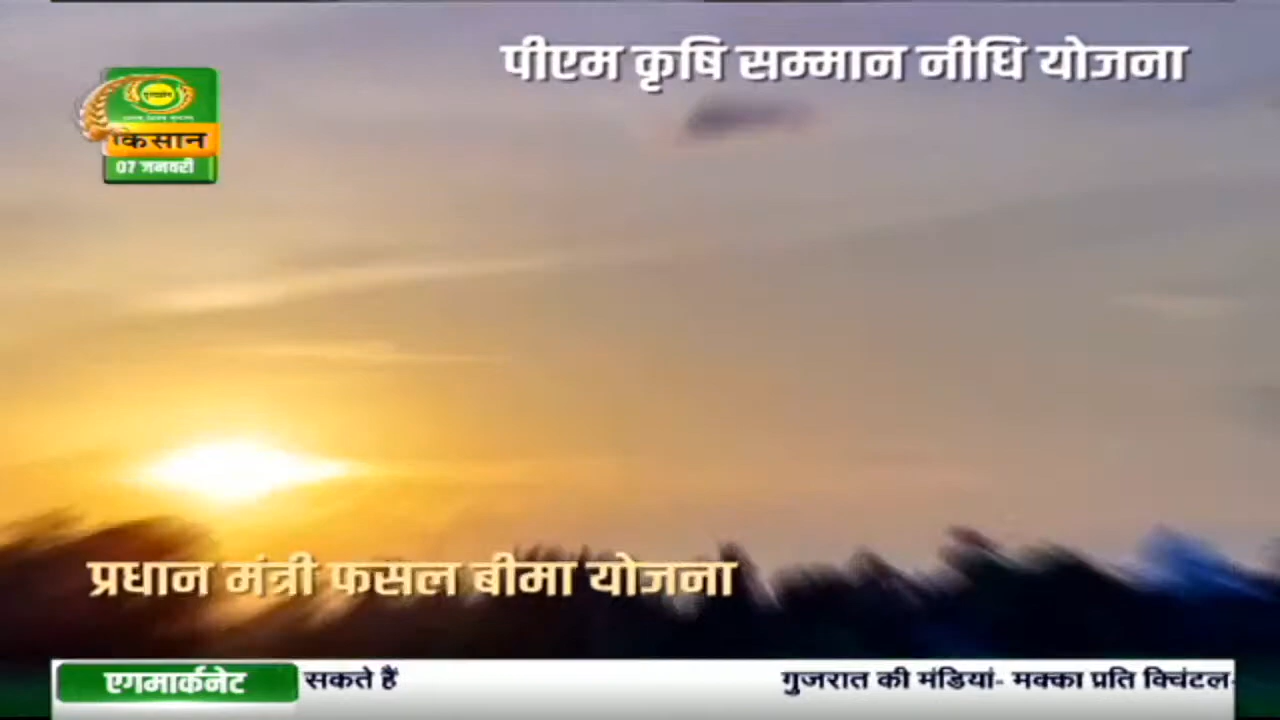 पीएम कृषि सम्मान नीधि योजना
किसान
07 जनवरी
प्रधान मंत्री फसल बीमा योजना
एगमार्कनेट
सकते हैं
गुजरात की मंडियां- मक्का प्रति क्विंटल-